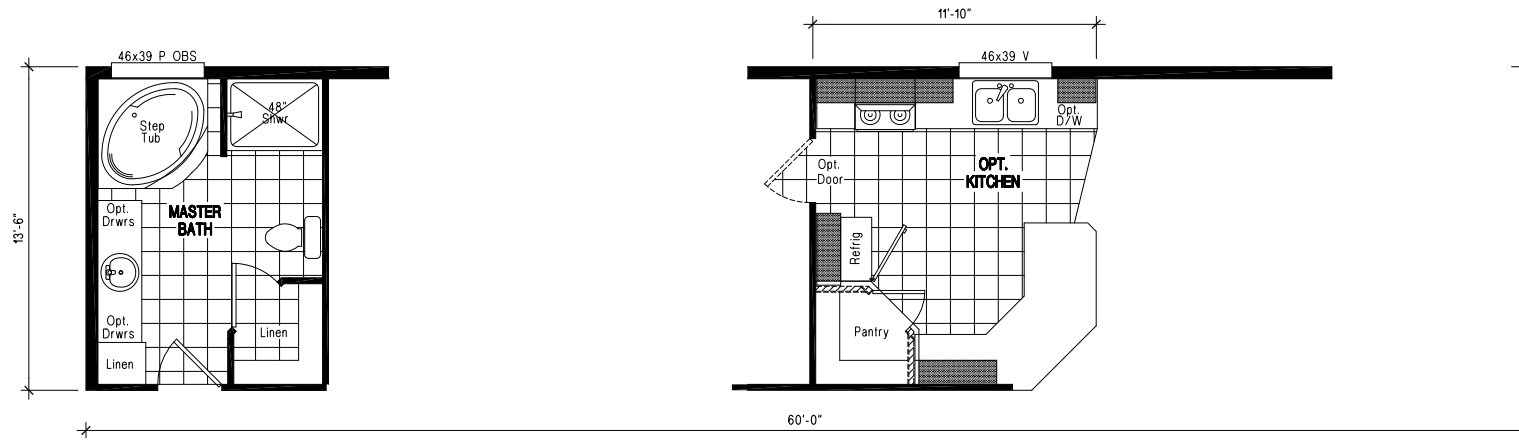 11'-10"
46x39 P OBS
46x39 V
48"
Shwr
Step
Tub
Opt.
D/W
Opt.
Door
OPT.
KITCHEN
Opt.
Drwrs
MASTER
BATH
13'-6"
Refrig
Opt.
Drwrs
Linen
Linen
Pantry
60'-0"